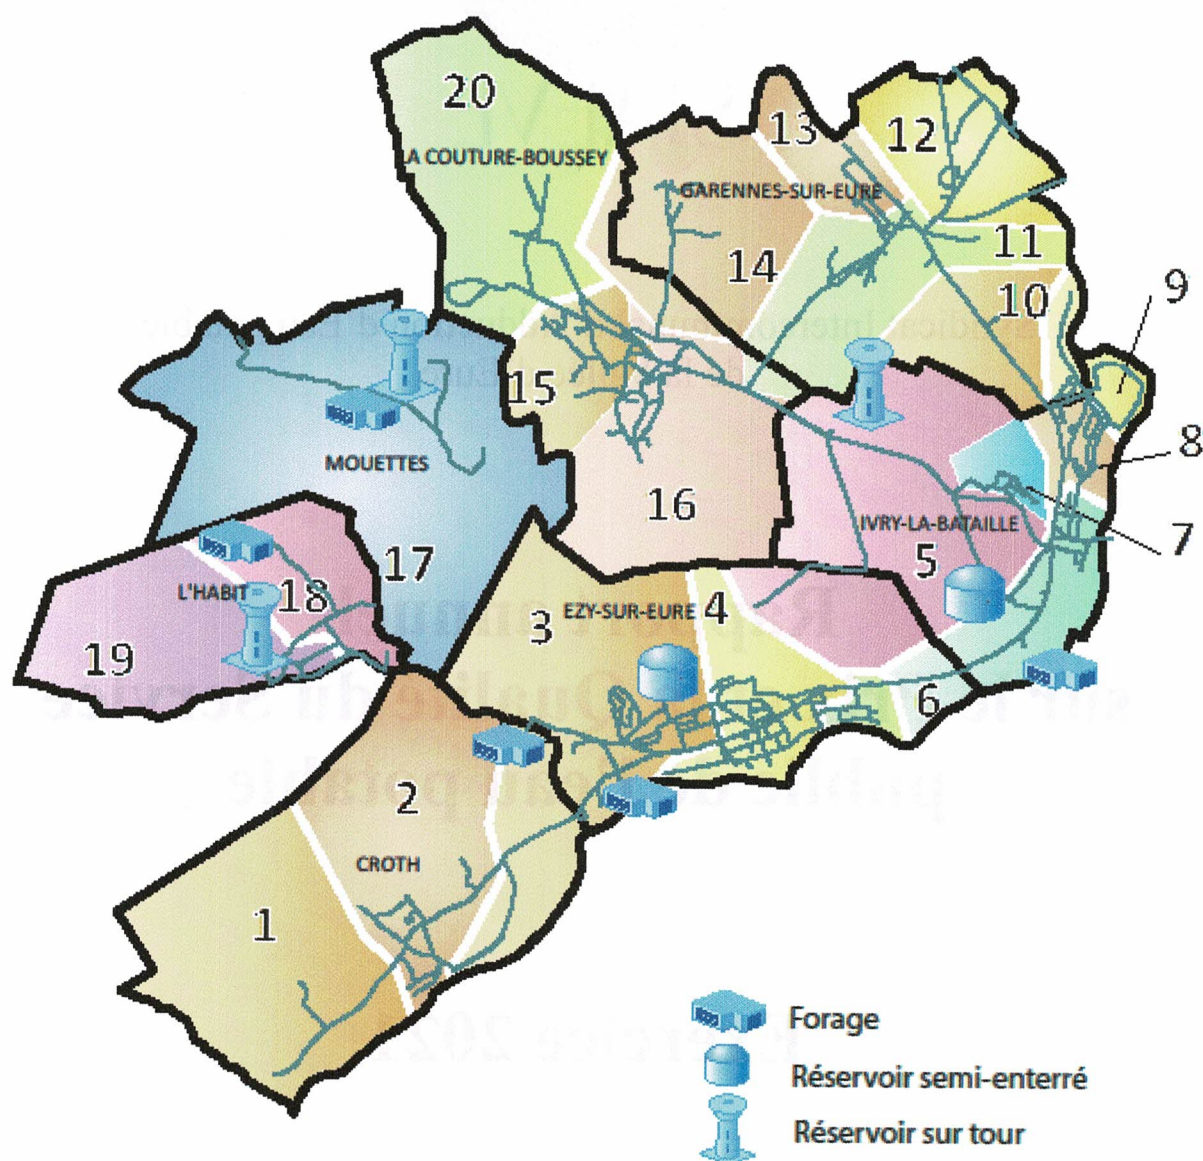 20
13
12
LA COUTURE-BOUSSEY
GARENNES-SUR-EURE
14
11
10
9
15
MOUETTES
16
8
IVRY-LA-BATAILLE
7
5
17
L'HABIT
18
19
3
EZY-SUR-EURE
4
6
2
CROTH
1
Forage
Réservoir semi-enterré
Réservoir sur tour